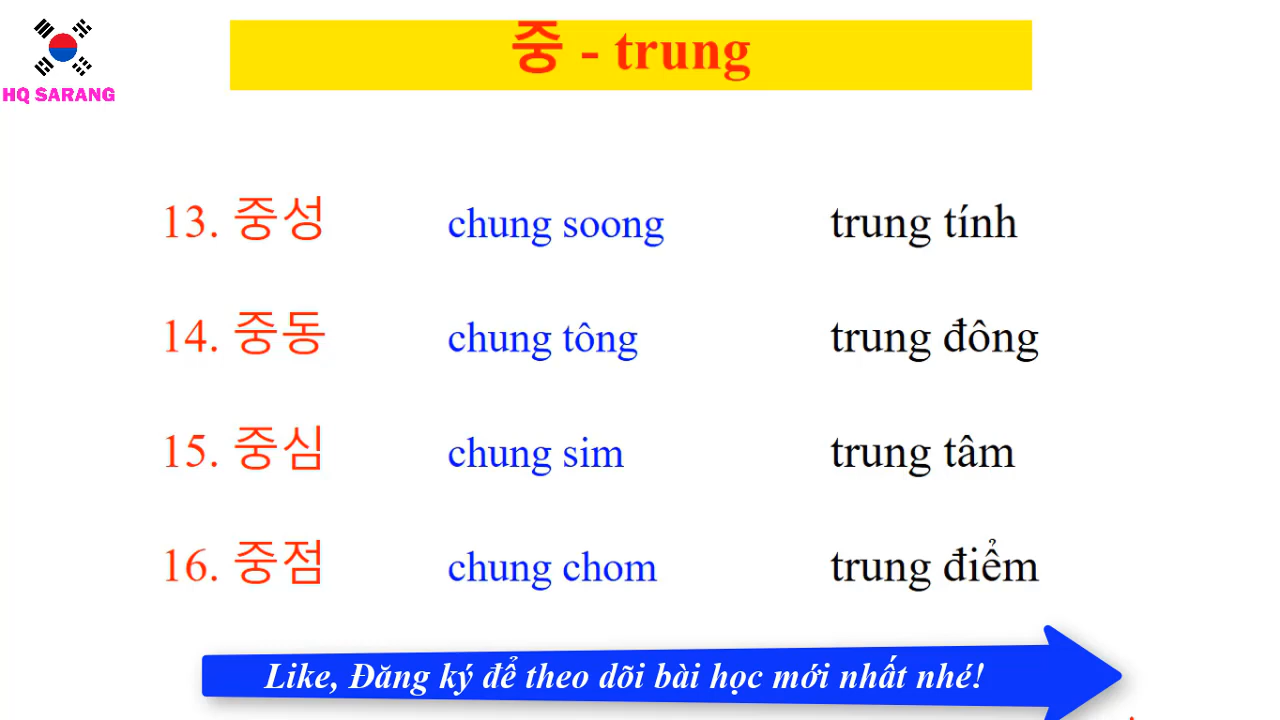 HQ SARANG
중 - trung
13. 중성 chung soong trung tính
14. 중동 chung tông trung đông
15. 중심 chung sim trung tâm
16. 중점 chung chom trung điểm
Like, Đăng ký để theo dõi bài học mới nhất nhé!